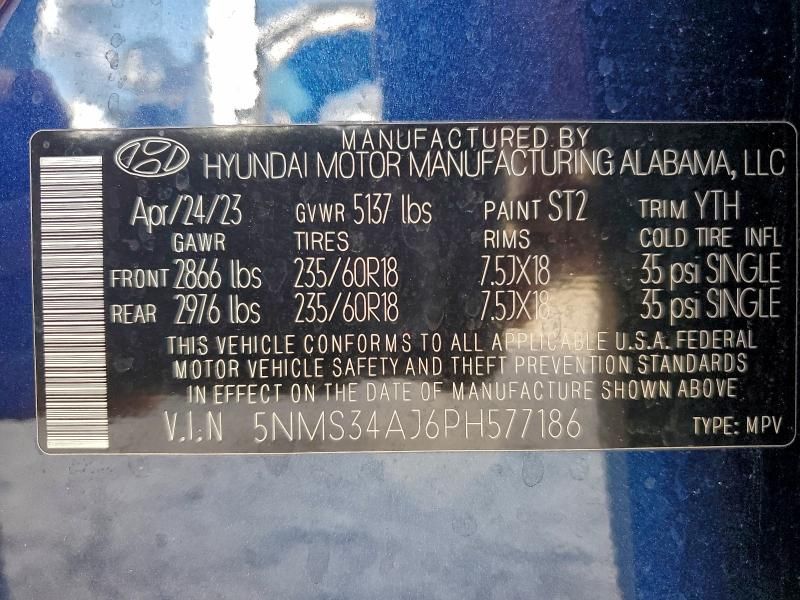 MANUFACTURED BY
HYUNDAI MOTOR MANUFACTURING ALABAMA, LLC
Apr/24/23 GVWR 5137 lbs PAINT ST2 TRIM YTH
GAWR TIRES RIMS COLD TIRE INFL
FRONT 2866 lbs 235/60R18 7.5JX18 35 psi SINGLE
REAR 2976 lbs 235/60R18 7.5JX18 35 psi SINGLE
THIS VEHICLE CONFORMS TO ALL APPLICABLE U.S.A. FEDERAL
MOTOR VEHICLE SAFETY AND THEFT PREVENTION STANDARDS
IN EFFECT ON THE DATE OF MANUFACTURE SHOWN ABOVE
V.I.N 5NMS34AJ6PH577186 TYPE: MPV